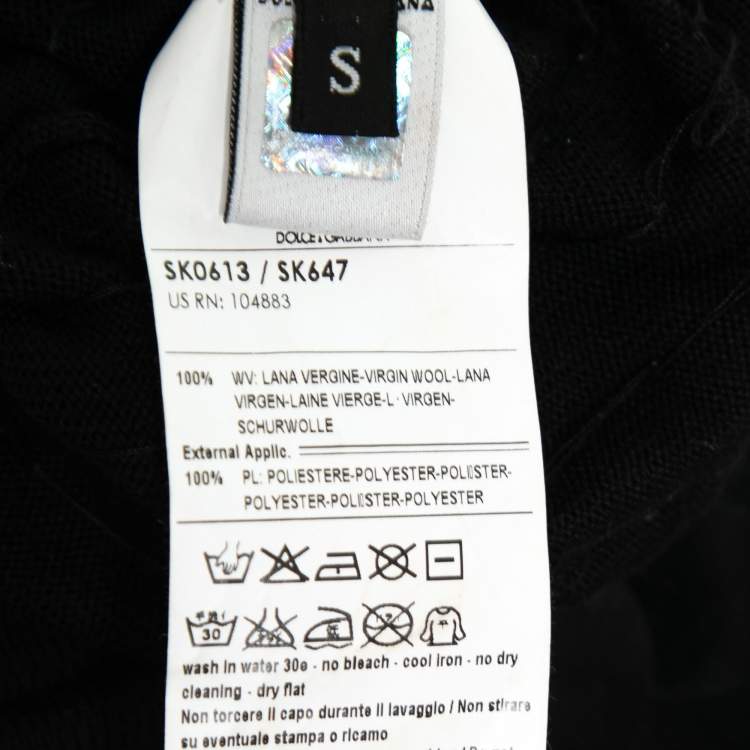 S
DOLCE & GABBANA
SK0613 / SK647
US RN: 104883
100% WV: LANA VERGINE-VIRGIN WOOL-LANA
VIRGEN-LAINE VIERGE-L·VIRGEN-
SCHURWOLLE
External Applic.
100% PL: POLIESTERE-POLYESTER-POLIESTER-
POLYESTER-POLIESTER-POLYESTER
30
wash in water 30e - no bleach - cool iron - no dry
cleaning - dry flat
Non torcere il capo durante il lavaggio / Non stirare
su eventuale stampa o ricamo